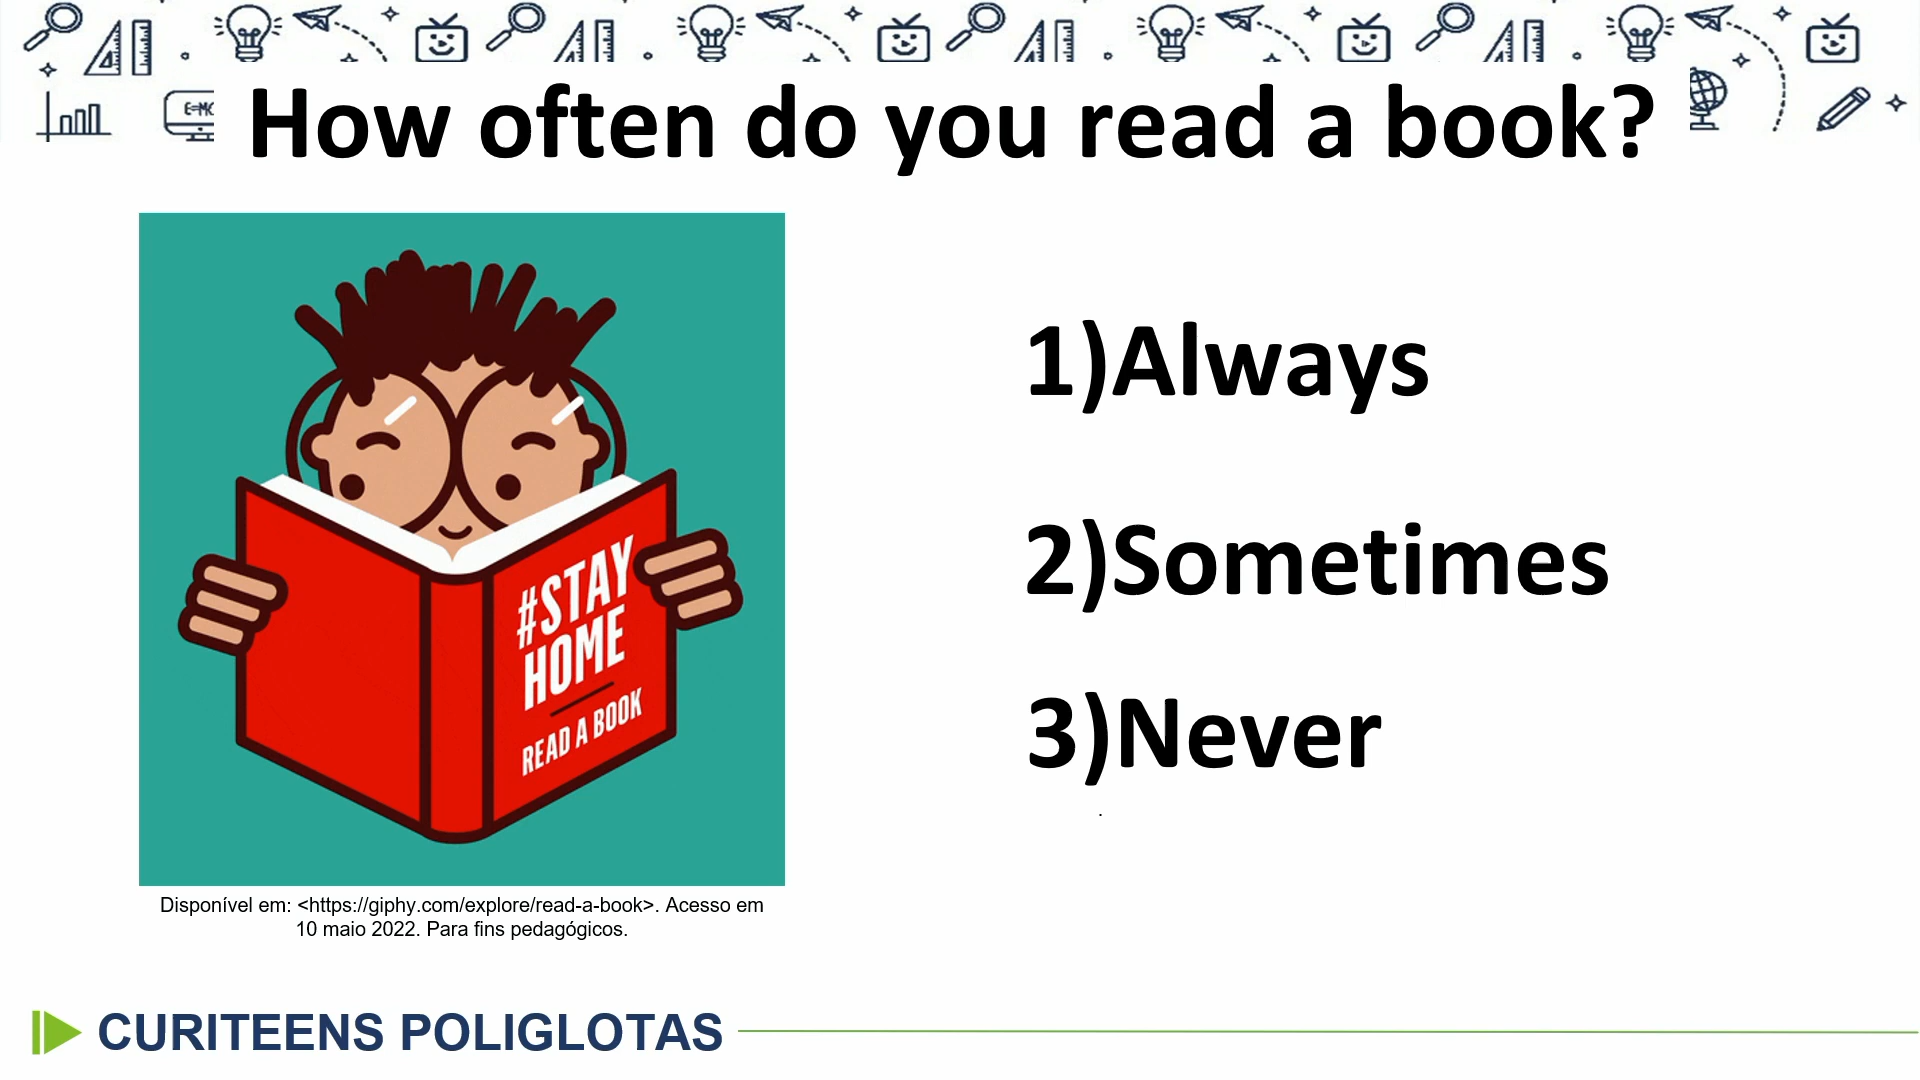 E=MC
How often do you read a book?
1)Always
2)Sometimes
3)Never
.
#STAY
HOME
READ A BOOK
Disponível em: <https://giphy.com/explore/read-a-book>. Acesso em
10 maio 2022. Para fins pedagógicos.
CURITEENS POLIGLOTAS